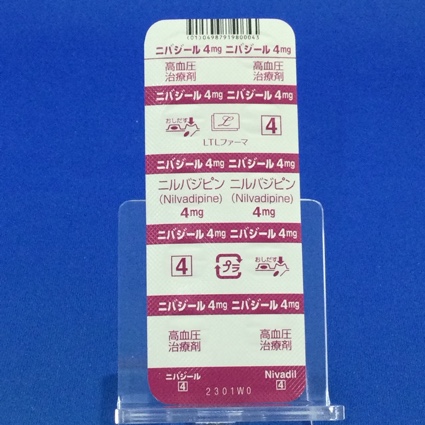 (01)04987919800043
ニバジール 4mg ニバジール 4mg
高血圧 高血圧
治療剤 治療剤
ニバジール 4mg ニバジール 4mg
おしだす 4
LTLファーマ
ニバジール 4mg ニバジール 4mg
ニルバジピン ニルバジピン
(Nilvadipine) (Nilvadipine)
4mg 4mg
ニバジール 4mg ニバジール 4mg
4 プラ おしだす
ニバジール 4mg ニバジール 4mg
高血圧 高血圧
治療剤 治療剤
ニバジール Nivadil
4 4
2301W0